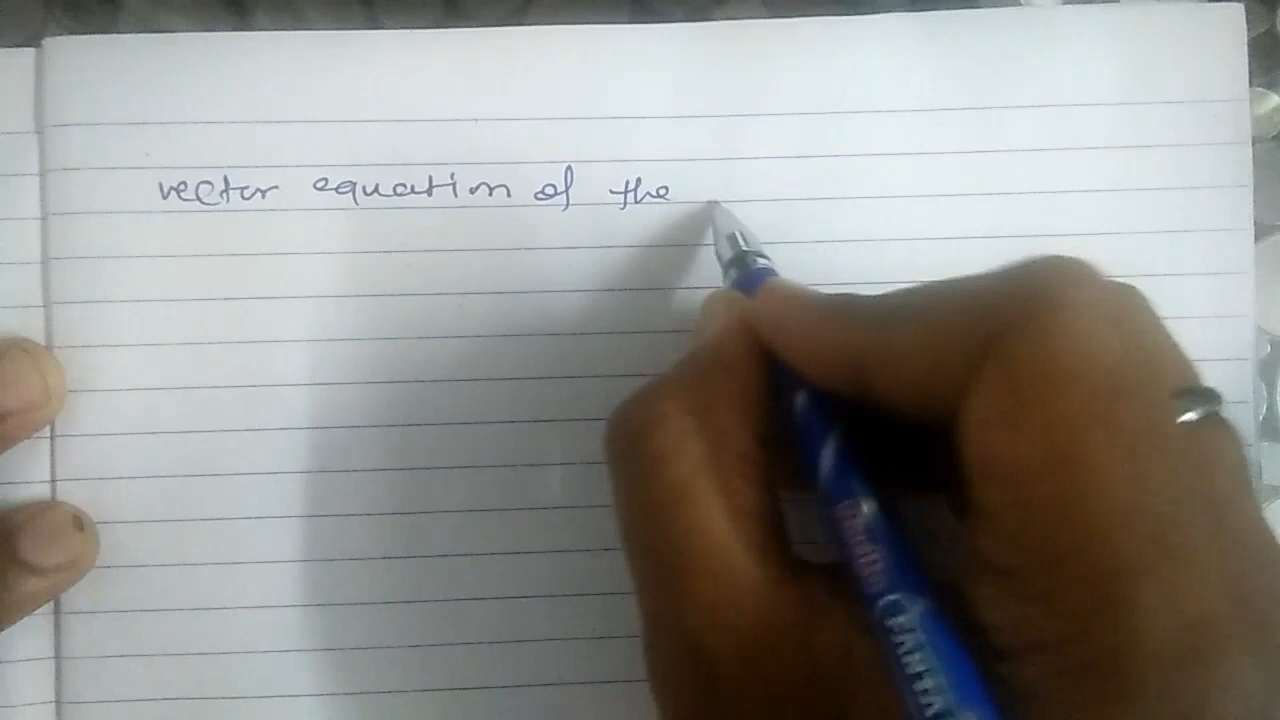 vector equation of the